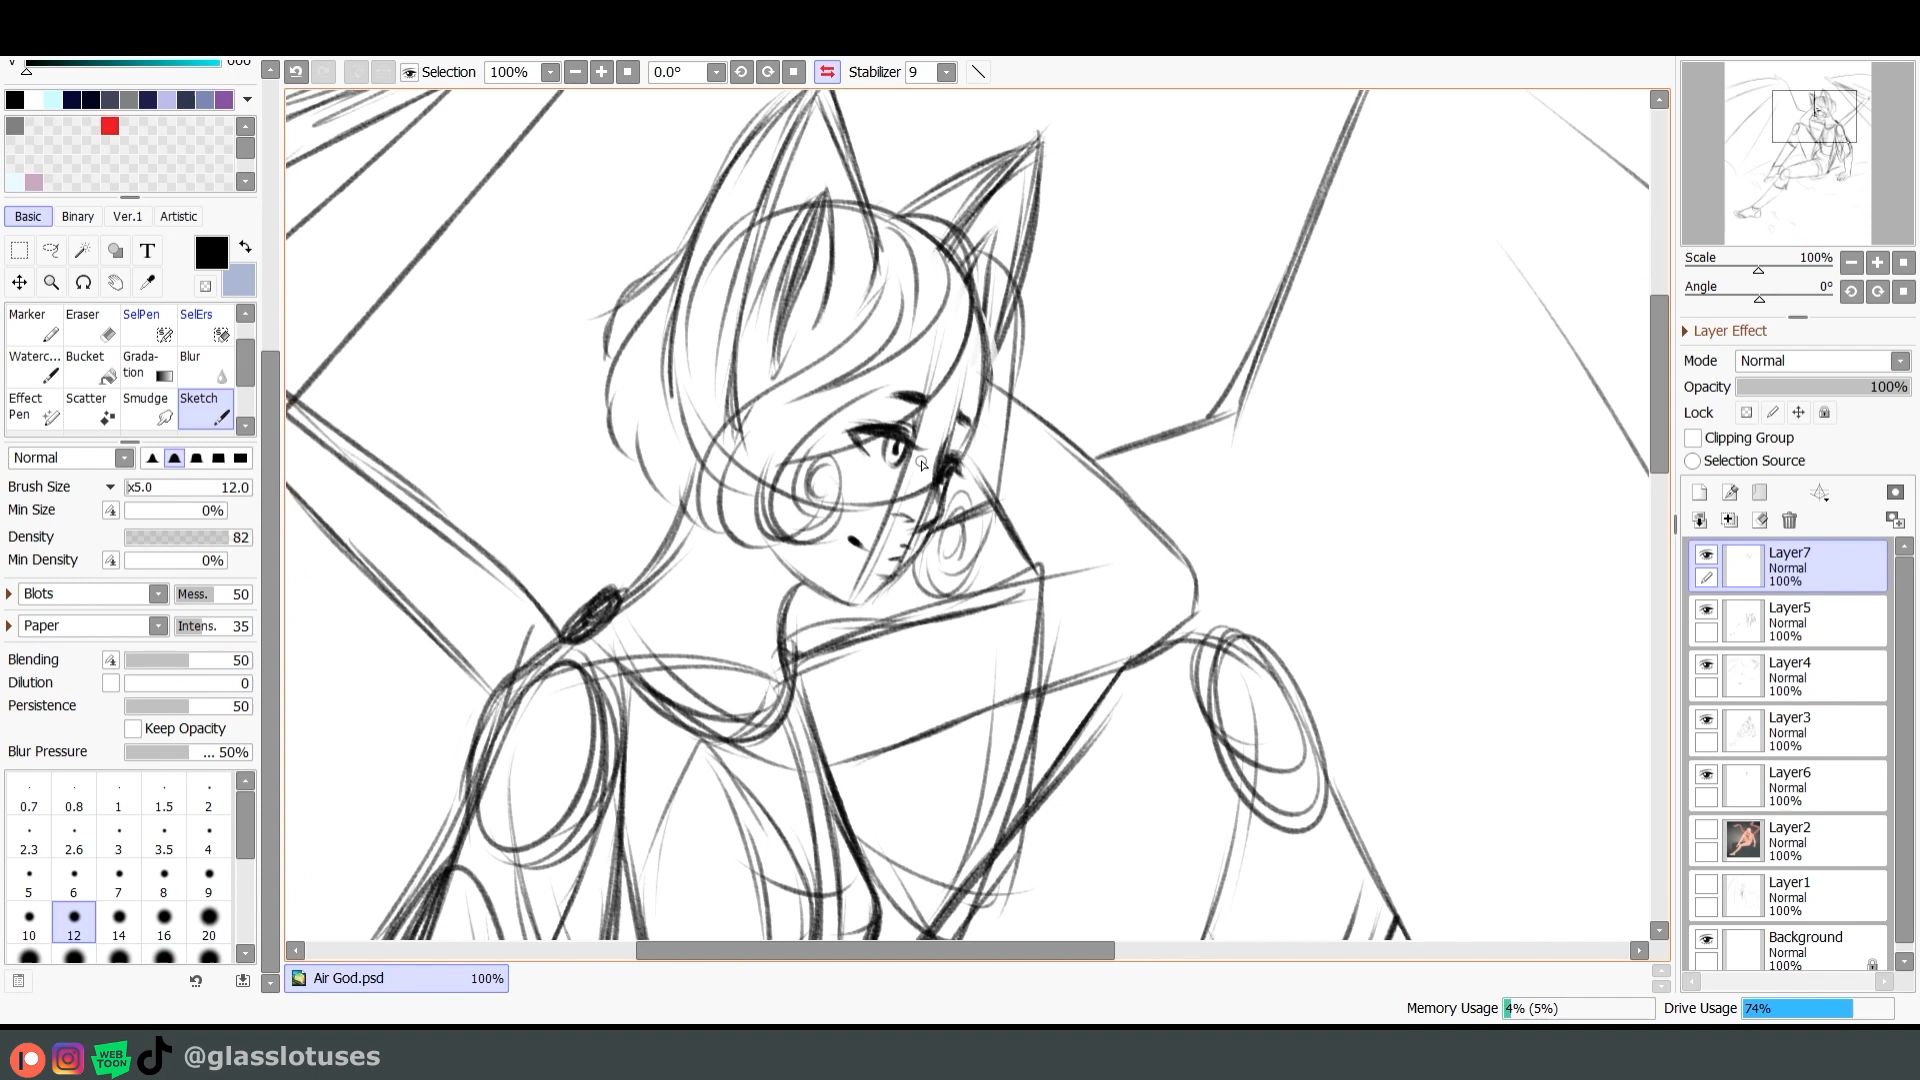 V
000
Selection
100%
0.0°
Stabilizer 9
Basic
Binary
Ver.1
Artistic
T
Marker
Eraser
SelPen
SelErs
Waterc...
Bucket
Grada-
tion
Blur
Effect
Pen
Scatter
Smudge
Sketch
Normal
Brush Size
x5.0
12.0
Min Size
0%
Density
82
Min Density
0%
Blots
Mess.
50
Paper
Intens.
35
Blending
50
Dilution
0
Persistence
50
Keep Opacity
Blur Pressure
... 50%
0.7
0.8
1
1.5
2
2.3
2.6
3
3.5
4
5
6
7
8
9
10
12
14
16
20
Air God.psd
100%
Scale
100%
Angle
0°
Layer Effect
Mode
Normal
Opacity
100%
Lock
Clipping Group
Selection Source
Layer7
Normal
100%
Layer5
Normal
100%
Layer4
Normal
100%
Layer3
Normal
100%
Layer6
Normal
100%
Layer2
Normal
100%
Layer1
Normal
100%
Background
Normal
100%
Memory Usage
4% (5%)
Drive Usage
74%
WEB
TOON
@glasslotuses